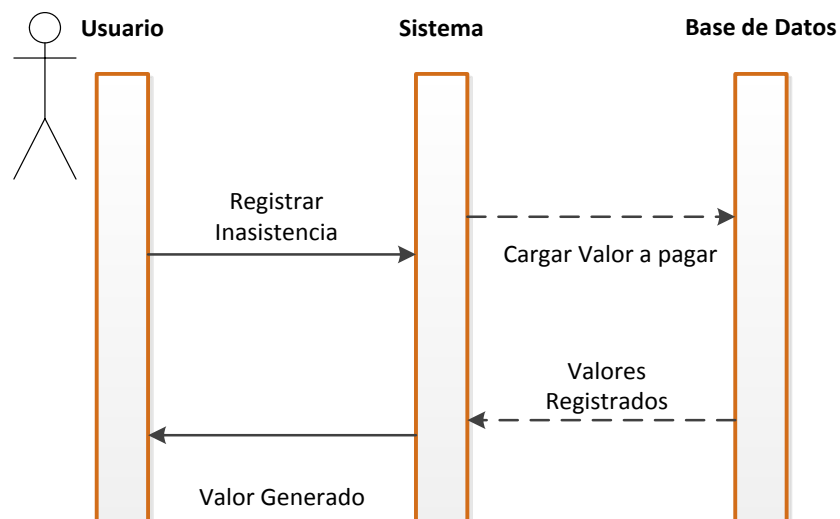 Usuario
Sistema
Base de Datos
Registrar
Inasistencia
Cargar Valor a pagar
Valores
Registrados
Valor Generado